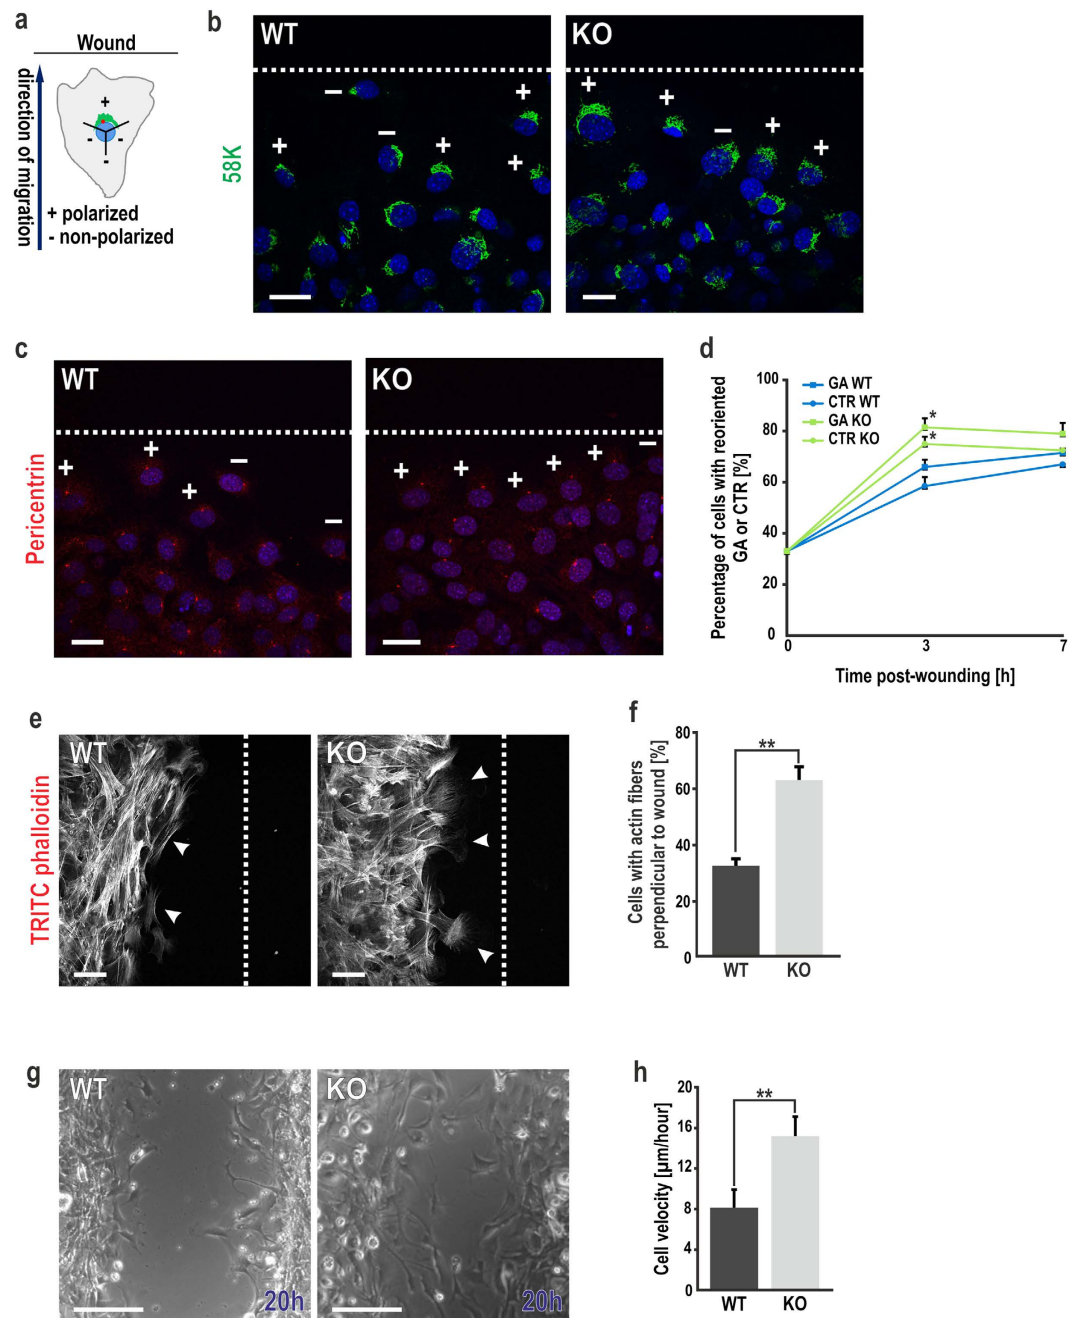 a
Wound
direction of migration
+
-
-
-
+ polarized
- non-polarized
b
58K
WT
−
+
−
+
+
+
KO
+
+
−
+
+
c
Pericentrin
WT
+
+
−
+
−
KO
+
+
+
+
+
−
d
Percentage of cells with reoriented
GA or CTR [%]
100
80
60
40
20
0
GA WT
CTR WT
GA KO
CTR KO
*
*
0
3
7
Time post-wounding [h]
e
TRITC phalloidin
WT
KO
f
Cells with actin fibers
perpendicular to wound [%]
80
60
40
20
0
**
WT
KO
g
WT
20h
KO
20h
h
Cell velocity [µm/hour]
20
16
12
8
4
0
**
WT
KO